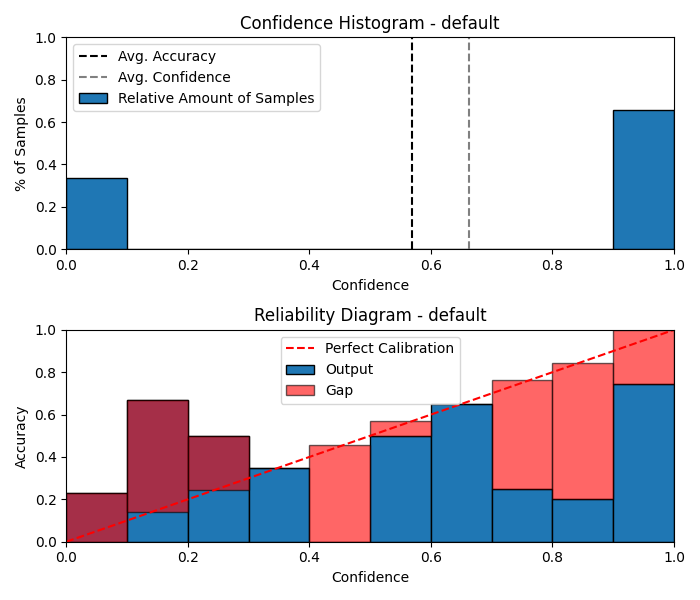 Confidence Histogram - default
1.0
0.8
0.6
0.4
0.2
0.0
% of Samples
Avg. Accuracy
Avg. Confidence
Relative Amount of Samples
0.0 0.2 0.4 0.6 0.8 1.0
Confidence
Reliability Diagram - default
1.0
0.8
0.6
0.4
0.2
0.0
Accuracy
Perfect Calibration
Output
Gap
0.0 0.2 0.4 0.6 0.8 1.0
Confidence